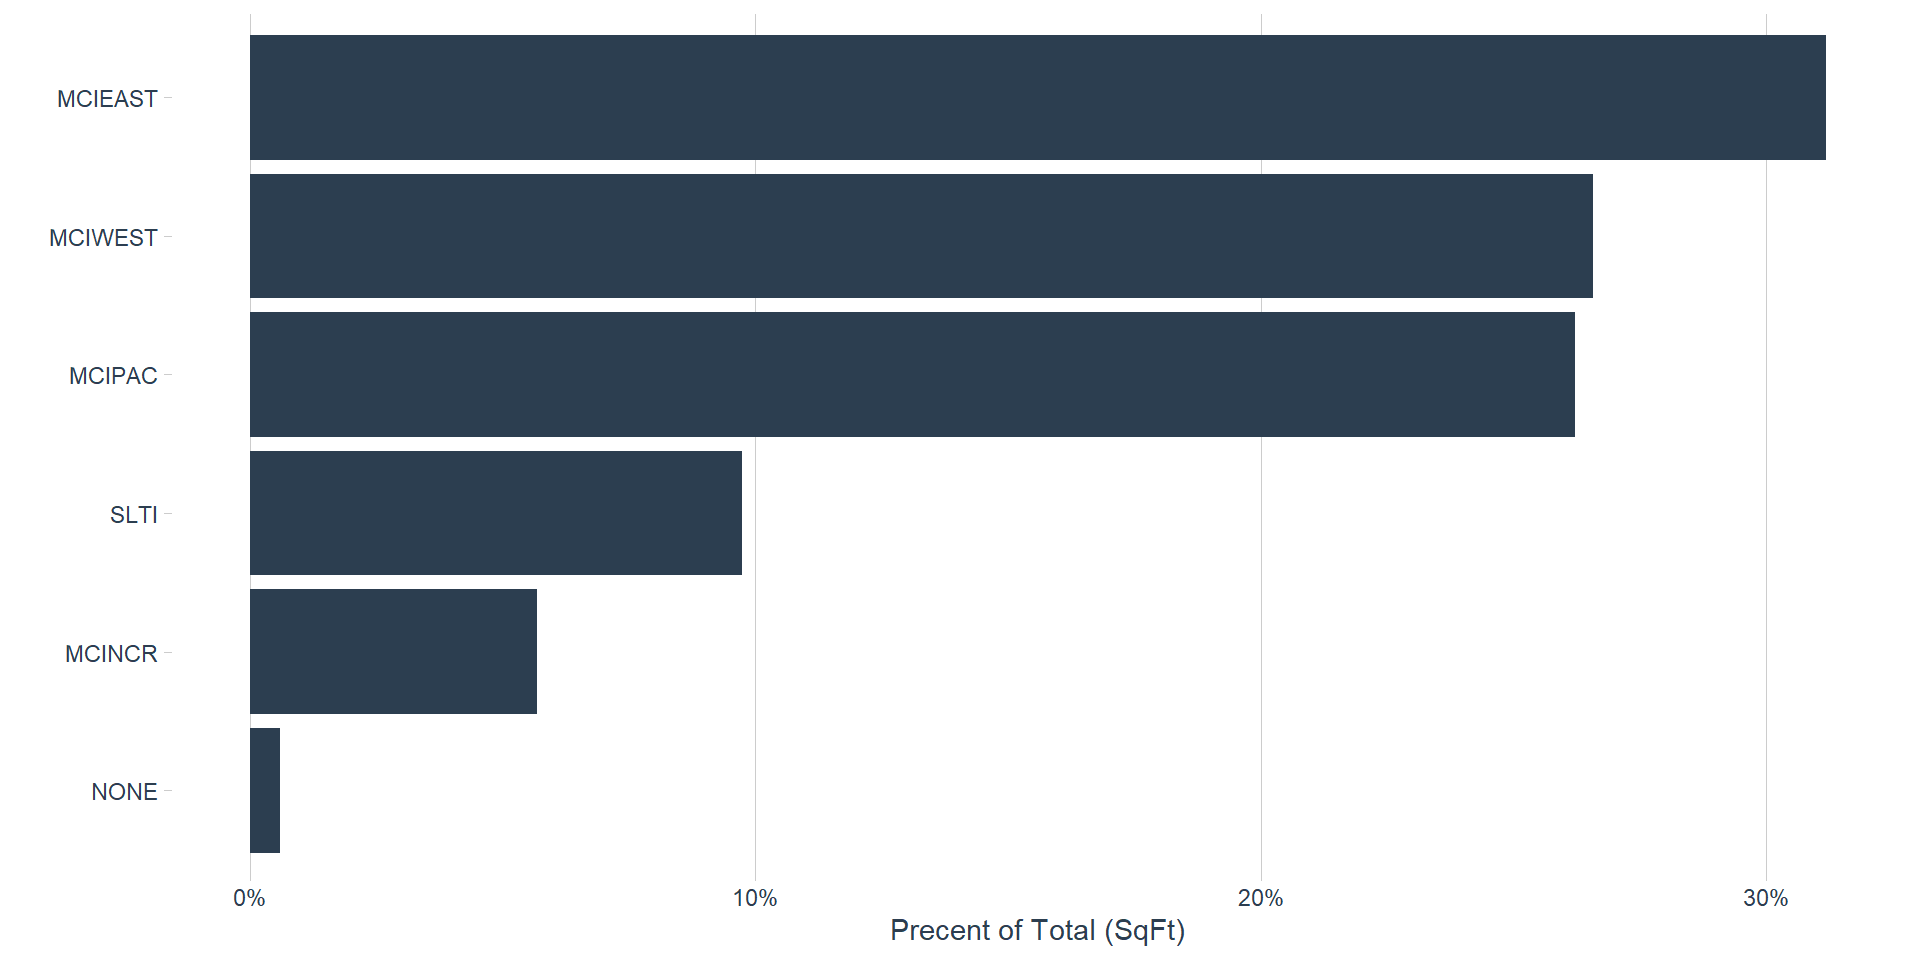 MCIEAST
MCIWEST
MCIPAC
SLTI
MCINCR
NONE
0% 10% 20% 30%
Precent of Total (SqFt)